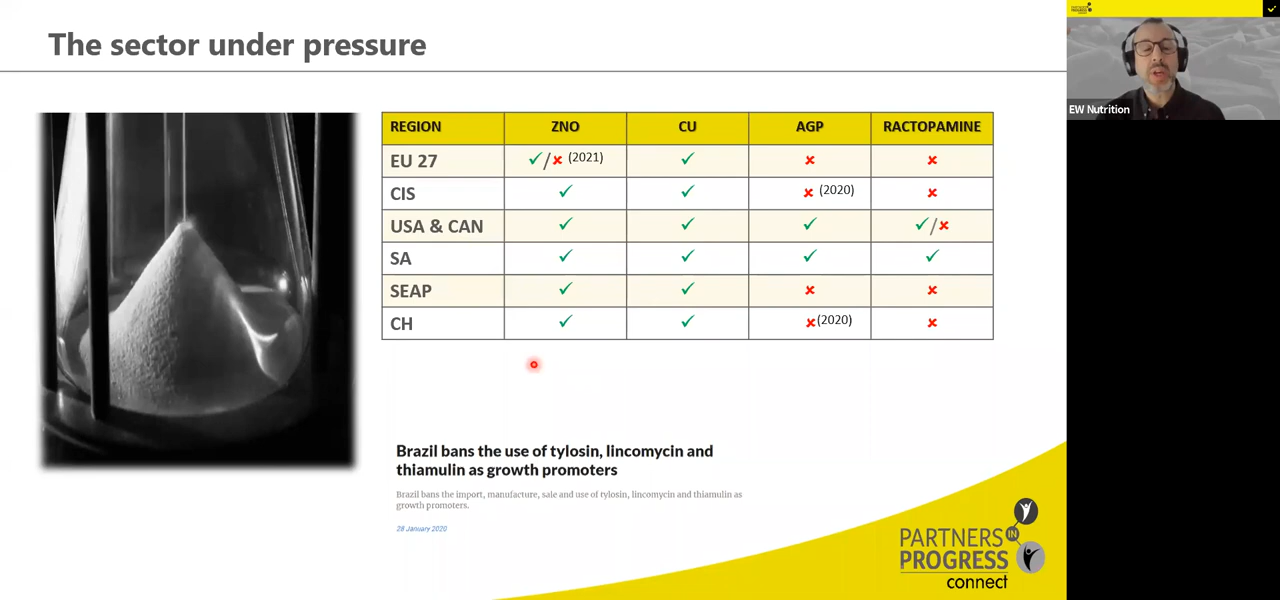 The sector under pressure
REGION ZNO CU AGP RACTOPAMINE
EU 27 ✓/✘ (2021) ✓ ✘ ✘
CIS ✓ ✓ ✘ (2020) ✘
USA & CAN ✓ ✓ ✓ ✓/✘
SA ✓ ✓ ✓ ✓
SEAP ✓ ✓ ✘ ✘
CH ✓ ✓ ✘(2020) ✘
Brazil bans the use of tylosin, lincomycin and
thiamulin as growth promoters
Brazil bans the import, manufacture, sale and use of tylosin, lincomycin and thiamulin as
growth promoters.
28 January 2020
PARTNERS IN
PROGRESS
connect
PARTNERS
PROGRESS
EW Nutrition